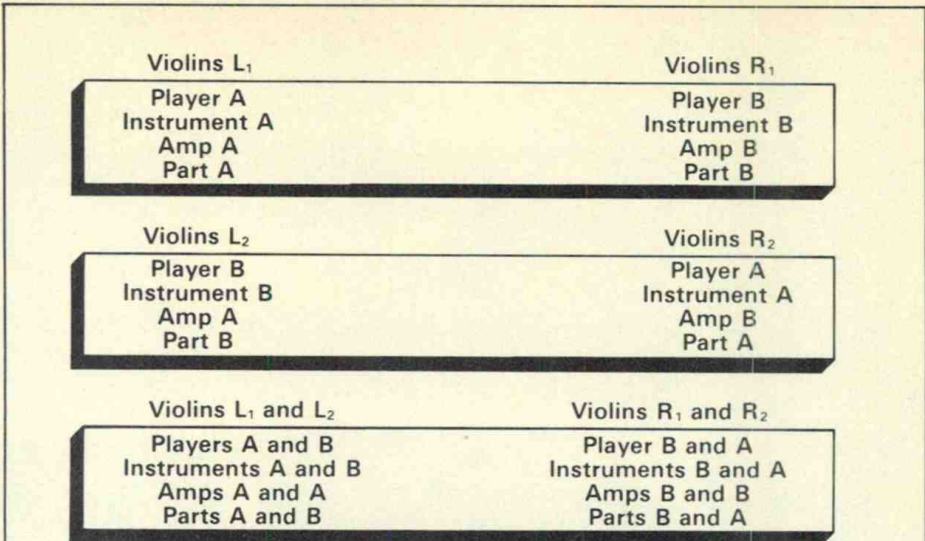 Violins L₁ Violins R₁
Player A Player B
Instrument A Instrument B
Amp A Amp B
Part A Part B
Violins L₂ Violins R₂
Player B Player A
Instrument B Instrument A
Amp A Amp B
Part B Part A
Violins L₁ and L₂ Violins R₁ and R₂
Players A and B Player B and A
Instruments A and B Instruments B and A
Amps A and A Amps B and B
Parts A and B Parts B and A